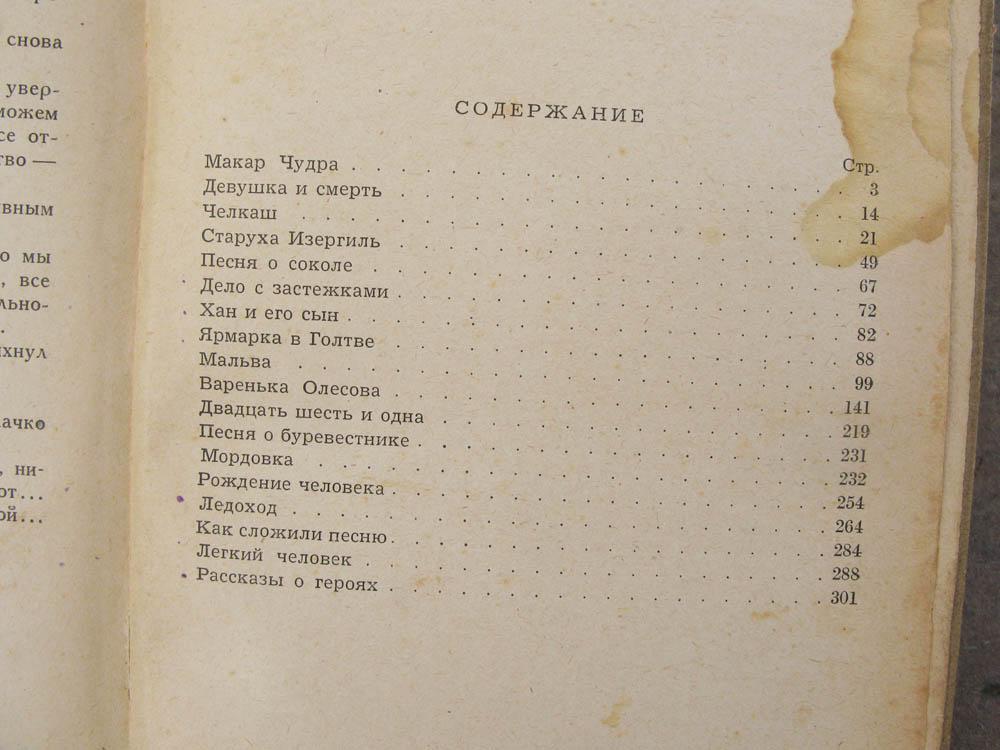 снова
увер-
можем
се от-
тво —
вным
о мы
, все
льно-
.
хнул
ачко
, ни-
от...
ой...
СОДЕРЖАНИЕ
Стр.
Макар Чудра . . . . . . . . . . . . . . 3
Девушка и смерть . . . . . . . . . . . . 14
Челкаш . . . . . . . . . . . . . . . . 21
Старуха Изергиль . . . . . . . . . . . . 49
Песня о соколе . . . . . . . . . . . . . 67
Дело с застежками . . . . . . . . . . . . 72
Хан и его сын . . . . . . . . . . . . . . 82
Ярмарка в Голтве . . . . . . . . . . . . 88
Мальва . . . . . . . . . . . . . . . . 99
Варенька Олесова . . . . . . . . . . . . 141
Двадцать шесть и одна . . . . . . . . . . 219
Песня о буревестнике . . . . . . . . . . . 231
Мордовка . . . . . . . . . . . . . . . 232
Рождение человека . . . . . . . . . . . . 254
Ледоход . . . . . . . . . . . . . . . . 264
Как сложили песню . . . . . . . . . . . . 284
Легкий человек . . . . . . . . . . . . . 288
Рассказы о героях . . . . . . . . . . . . 301